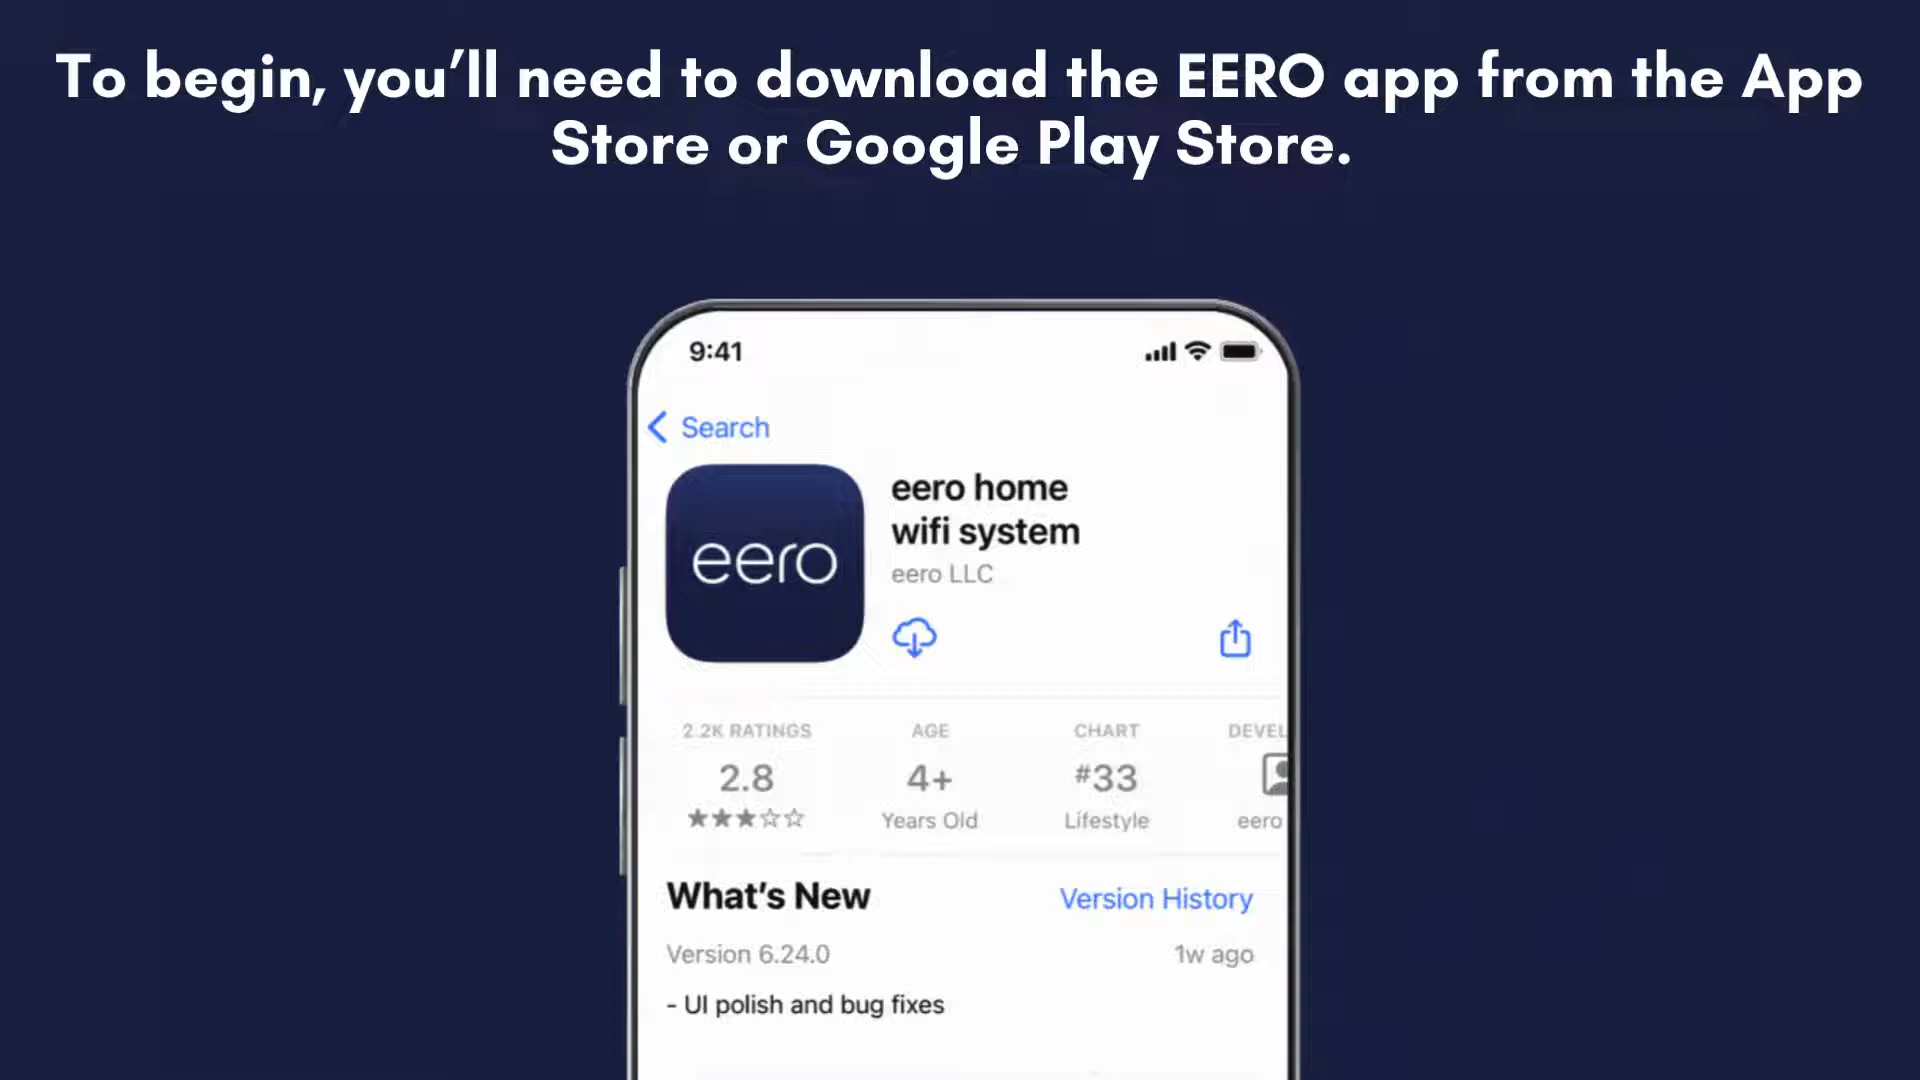 To begin, you’ll need to download the EERO app from the App
Store or Google Play Store.
9:41
Search
eero
eero home
wifi system
eero LLC
2.2K RATINGS
AGE
CHART
DEVEL
2.8
4+
#33
★★★☆☆
Years Old
Lifestyle
eero
What’s New
Version History
Version 6.24.0
1w ago
- UI polish and bug fixes